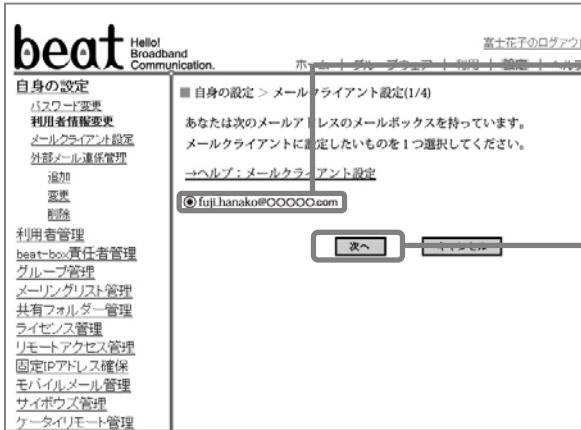 beat Hello! Broadband Communication.
富士花子のログアウ
ホーム | グループウェア | 利用 | 設定 | ヘルプ
自身の設定
パスワード変更
利用者情報変更
メールクライアント設定
外部メール連係管理
追加
変更
削除
利用者管理
beat-box責任者管理
グループ管理
メーリングリスト管理
共有フォルダー管理
ライセンス管理
リモートアクセス管理
固定IPアドレス確保
モバイルメール管理
サイボウズ管理
ケータイリモート管理
自身の設定 > メールクライアント設定(1/4)
あなたは次のメールアドレスのメールボックスを持っています。
メールクライアントに設定したいものを1つ選択してください。
→ヘルプ：メールクライアント設定
fuji.hanako@○○○○○.com
次へ キャンセル